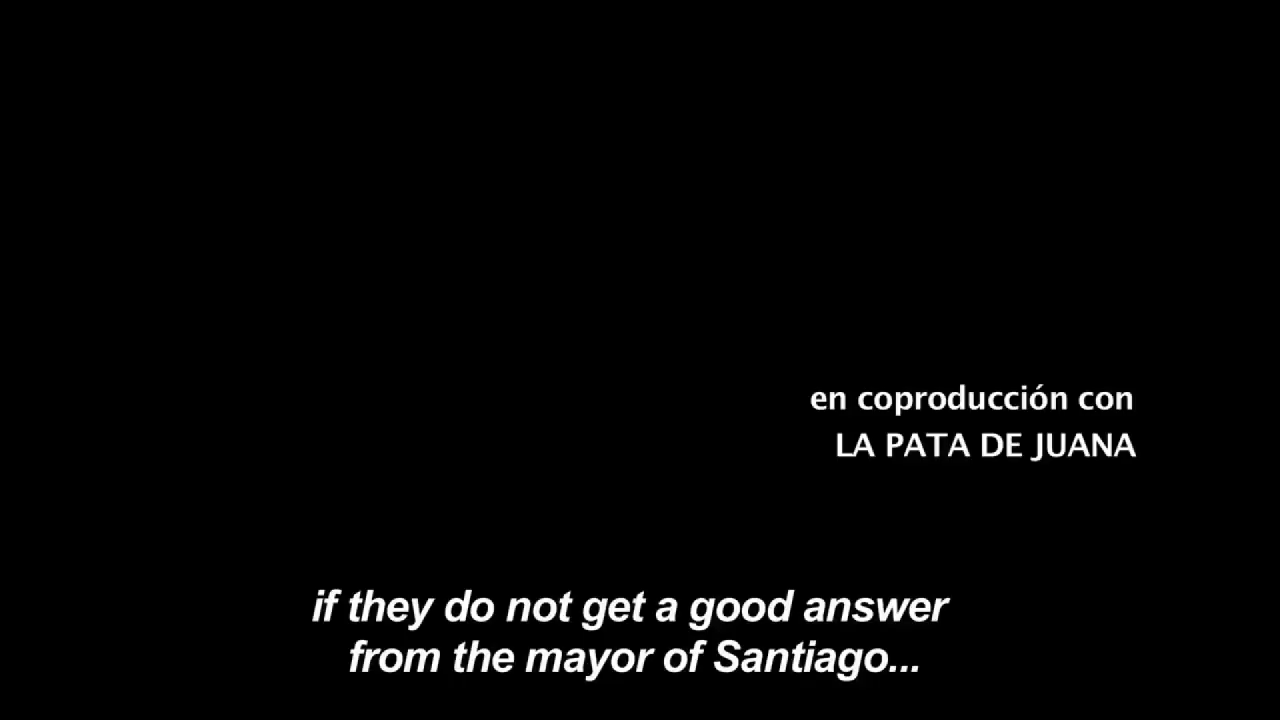 en coproducción con
LA PATA DE JUANA
if they do not get a good answer
from the mayor of Santiago...